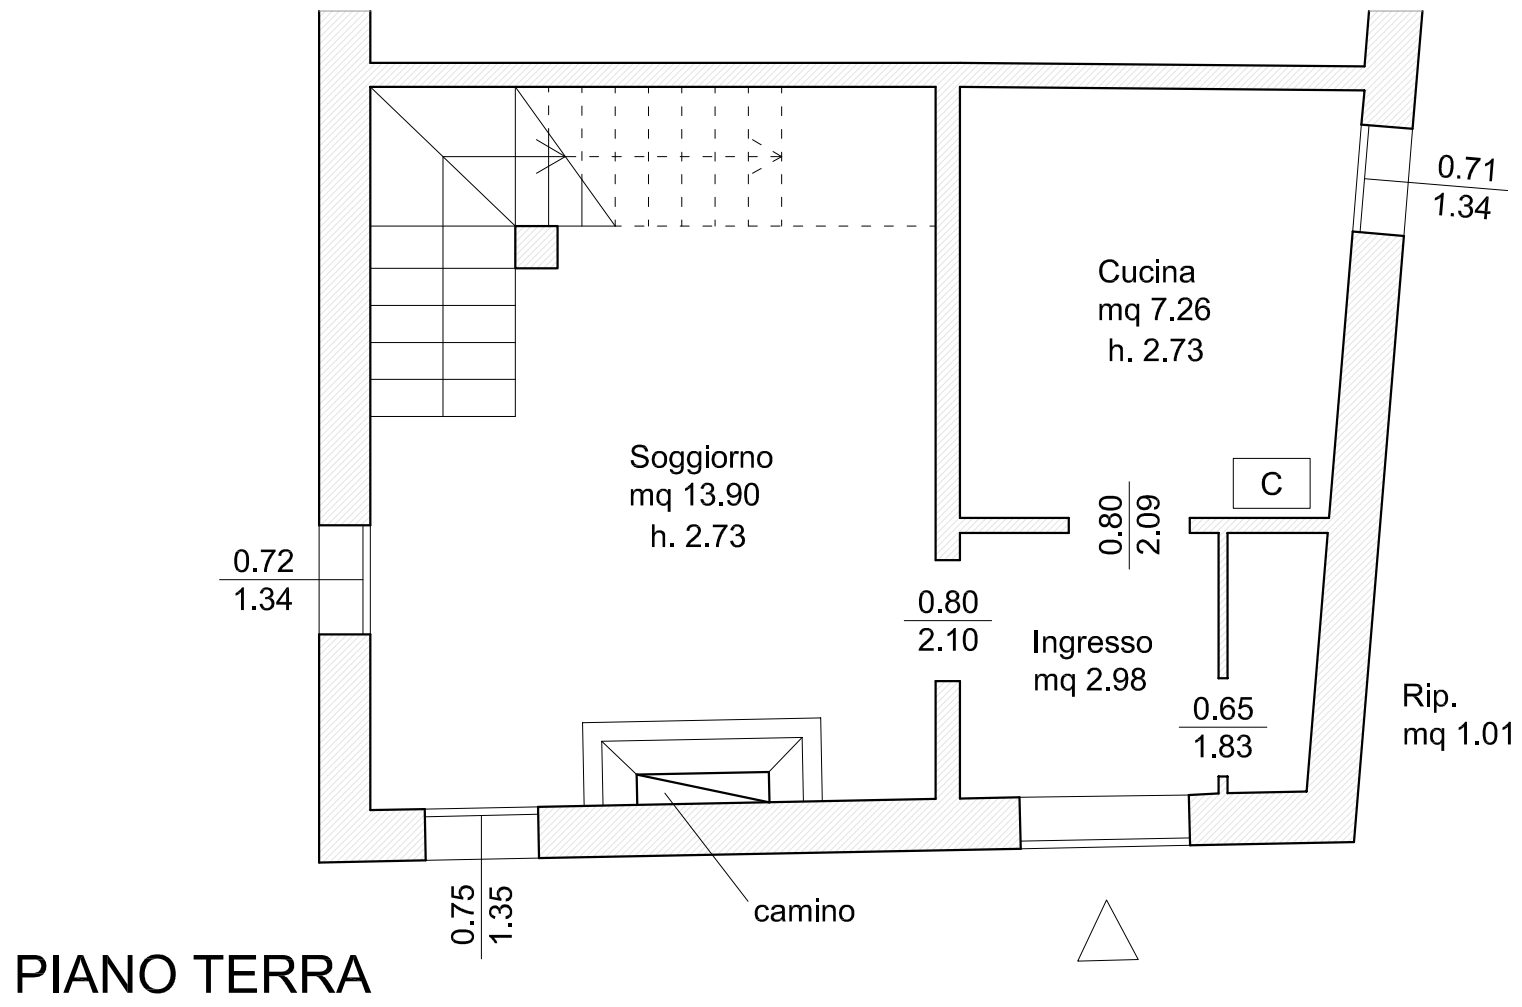 0.71
1.34
Cucina
mq 7.26
h. 2.73
Soggiorno
mq 13.90
h. 2.73
C
0.80
2.09
0.72
1.34
0.80
2.10
Ingresso
mq 2.98
0.65
1.83
Rip.
mq 1.01
0.75
1.35
camino
PIANO TERRA